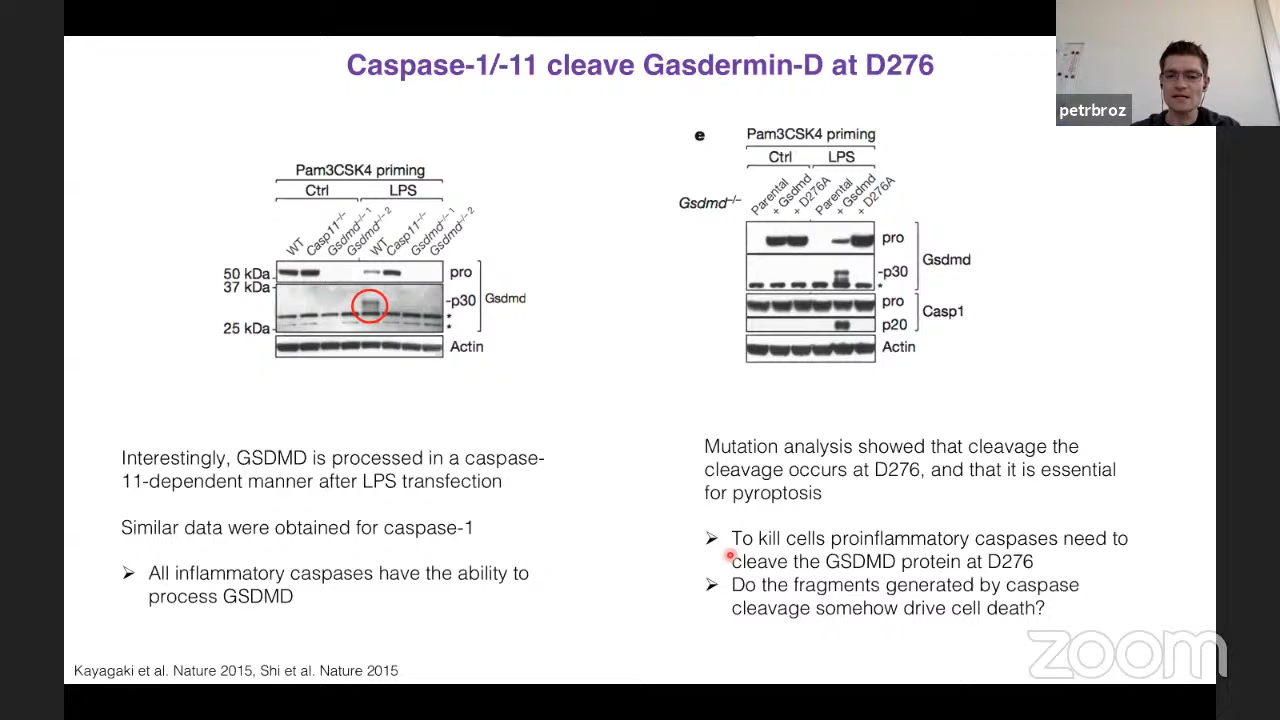 Caspase-1/-11 cleave Gasdermin-D at D276
petrbroz
Pam3CSK4 priming
Ctrl LPS
WT Casp11–/– Gsdmd–/– 1 Gsdmd–/– 2 WT Casp11–/– Gsdmd–/– 1 Gsdmd–/– 2
50 kDa pro
37 kDa
-p30 Gsdmd
*
25 kDa *
Actin
e
Pam3CSK4 priming
Ctrl LPS
Gsdmd–/– Parental + Gsdmd + D276A Parental + Gsdmd + D276A
pro
Gsdmd
-p30
*
pro
Casp1
p20
Actin
Interestingly, GSDMD is processed in a caspase-
11-dependent manner after LPS transfection
Similar data were obtained for caspase-1
➢ All inflammatory caspases have the ability to
process GSDMD
Mutation analysis showed that cleavage the
cleavage occurs at D276, and that it is essential
for pyroptosis
➢ To kill cells proinflammatory caspases need to
cleave the GSDMD protein at D276
➢ Do the fragments generated by caspase
cleavage somehow drive cell death?
Kayagaki et al. Nature 2015, Shi et al. Nature 2015
zoom